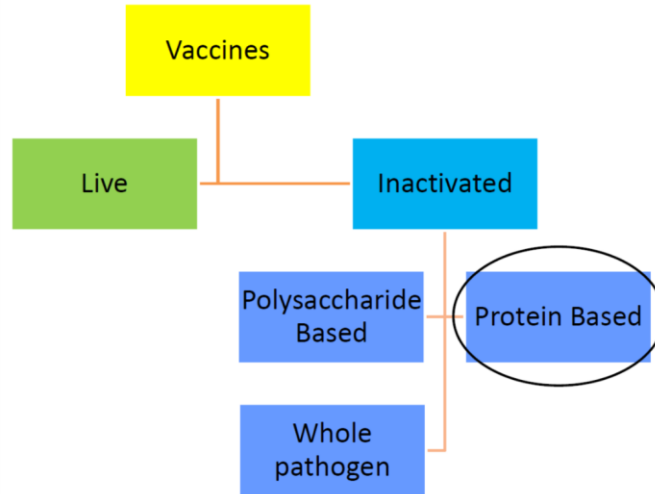 Vaccines
Live
Inactivated
Polysaccharide
Based
Protein Based
Whole
pathogen